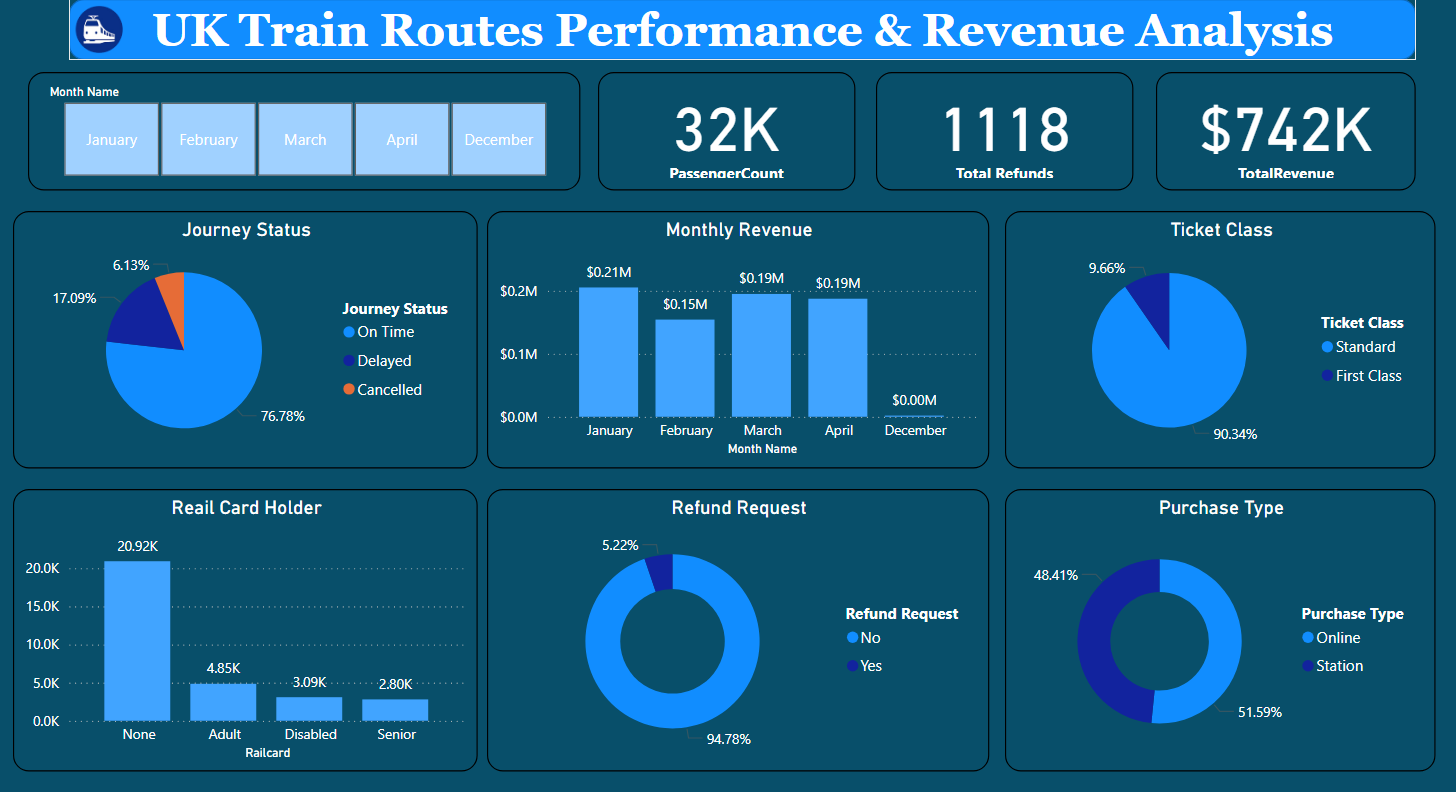 UK Train Routes Performance & Revenue Analysis
Month Name
January February March April December
32K
PassengerCount
1118
Total Refunds
$742K
TotalRevenue
Journey Status
6.13%
17.09%
76.78%
Journey Status
On Time
Delayed
Cancelled
Monthly Revenue
$0.21M
$0.15M
$0.19M
$0.19M
$0.00M
$0.2M
$0.1M
$0.0M
January February March April December
Month Name
Ticket Class
9.66%
90.34%
Ticket Class
Standard
First Class
Reail Card Holder
20.92K
4.85K
3.09K
2.80K
20.0K
15.0K
10.0K
5.0K
0.0K
None Adult Disabled Senior
Railcard
Refund Request
5.22%
94.78%
Refund Request
No
Yes
Purchase Type
48.41%
51.59%
Purchase Type
Online
Station